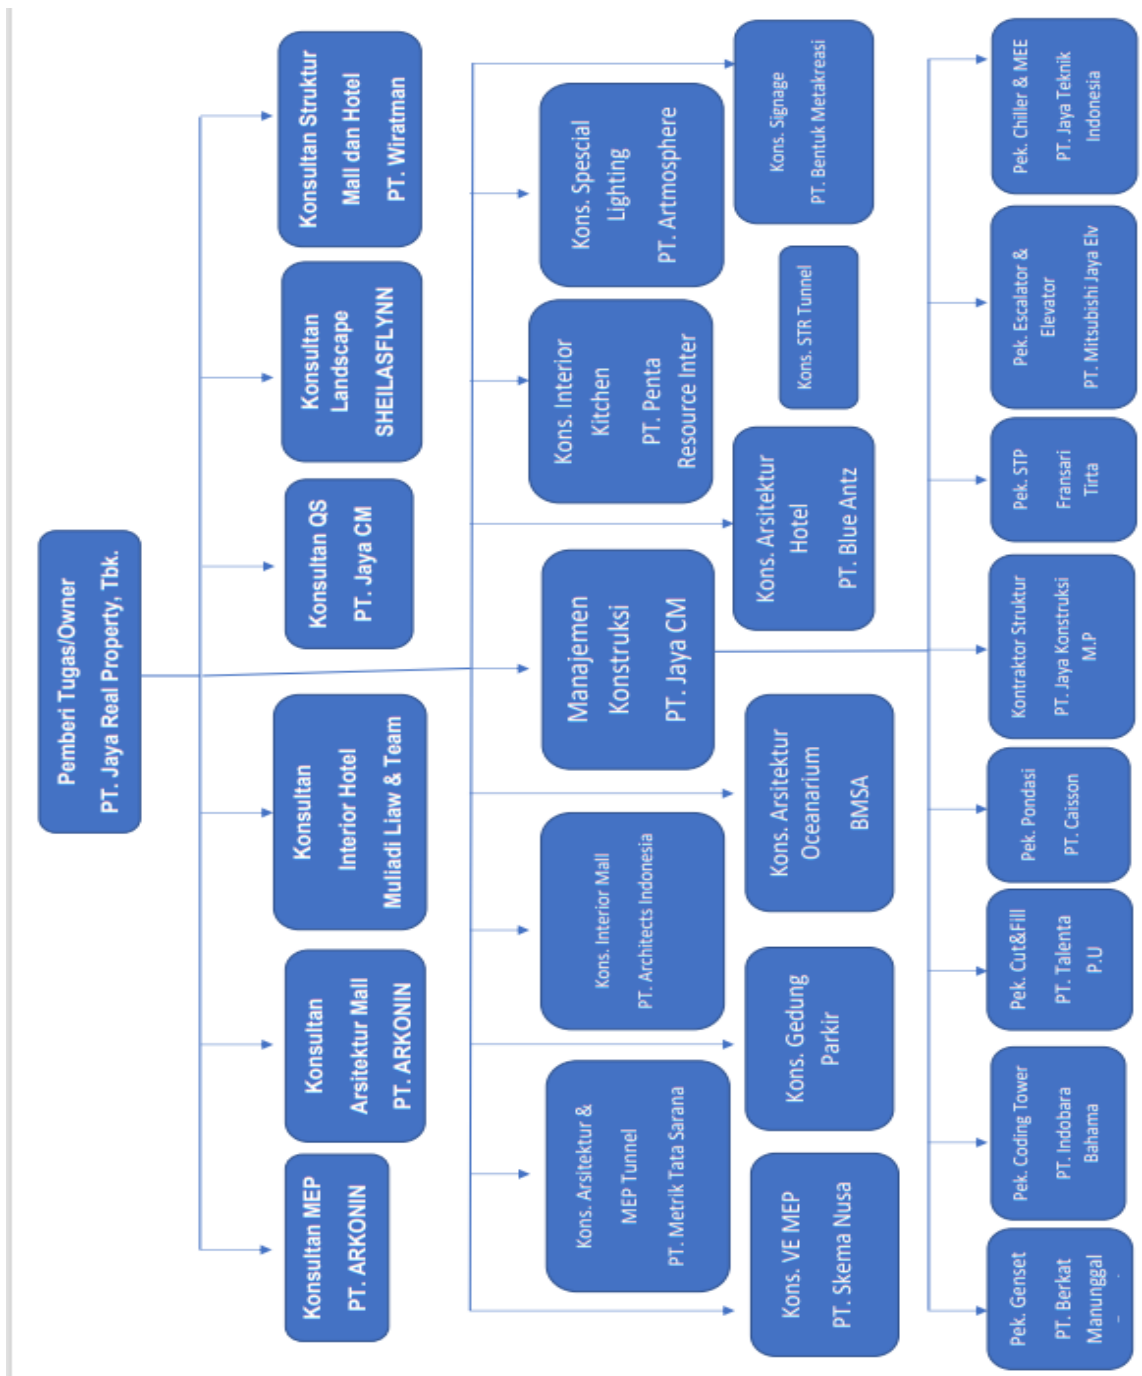 Pemberi Tugas/Owner
PT. Jaya Real Property, Tbk.
Konsultan MEP
PT. ARKONIN
Konsultan
Arsitektur Mall
PT. ARKONIN
Konsultan
Interior Hotel
Muliadi Liaw & Team
Konsultan QS
PT. Jaya CM
Konsultan
Landscape
SHEILASFLYNN
Konsultan Struktur
Mall dan Hotel
PT. Wiratman
Kons. Arsitektur &
MEP Tunnel
PT. Metrik Tata Sarana
Kons. Interior Mall
PT. Architects Indonesia
Manajemen
Konstruksi
PT. Jaya CM
Kons. Interior
Kitchen
PT. Penta
Resource Inter
Kons. Spescial
Lighting
PT. Artmosphere
Kons. VE MEP
PT. Skema Nusa
Kons. Gedung
Parkir
Kons. Arsitektur
Oceanarium
BMSA
Kons. Arsitektur
Hotel
PT. Blue Antz
Kons. STR Tunnel
Kons. Signage
PT. Bentuk Metakreasi
Pek. Genset
PT. Berkat
Manunggal
Pek. Coding Tower
PT. Indobara
Bahama
Pek. Cut&Fill
PT. Talenta
P.U
Pek. Pondasi
PT. Caisson
Kontraktor Struktur
PT. Jaya Konstruksi
M.P
Pek. STP
Fransari
Tirta
Pek. Escalator &
Elevator
PT. Mitsubishi Jaya Elv
Pek. Chiller & MEE
PT. Jaya Teknik
Indonesia